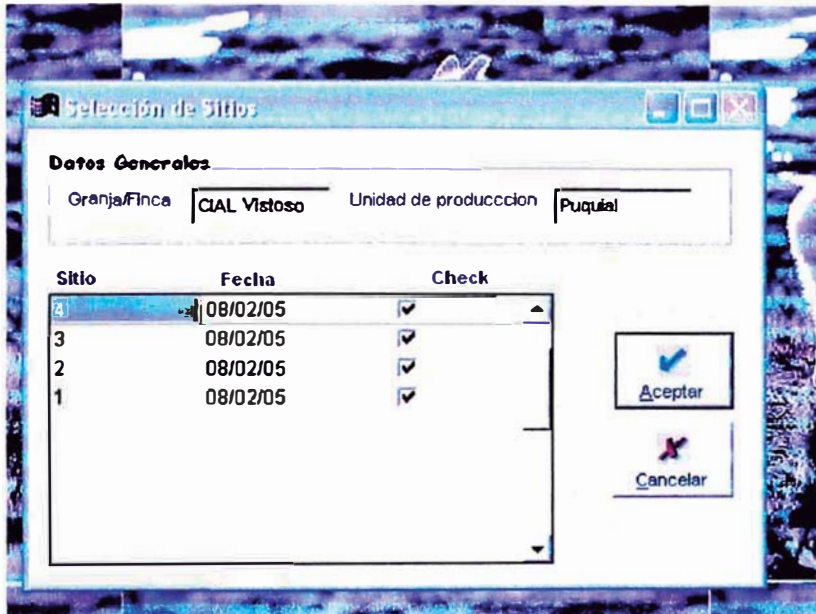 Selección de Sitios
Datos Generales
Granja/Finca CIAL Vistoso Unidad de producccion Puquial
Sitio Fecha Check
4 08/02/05
3 08/02/05
2 08/02/05
1 08/02/05
Aceptar
Cancelar